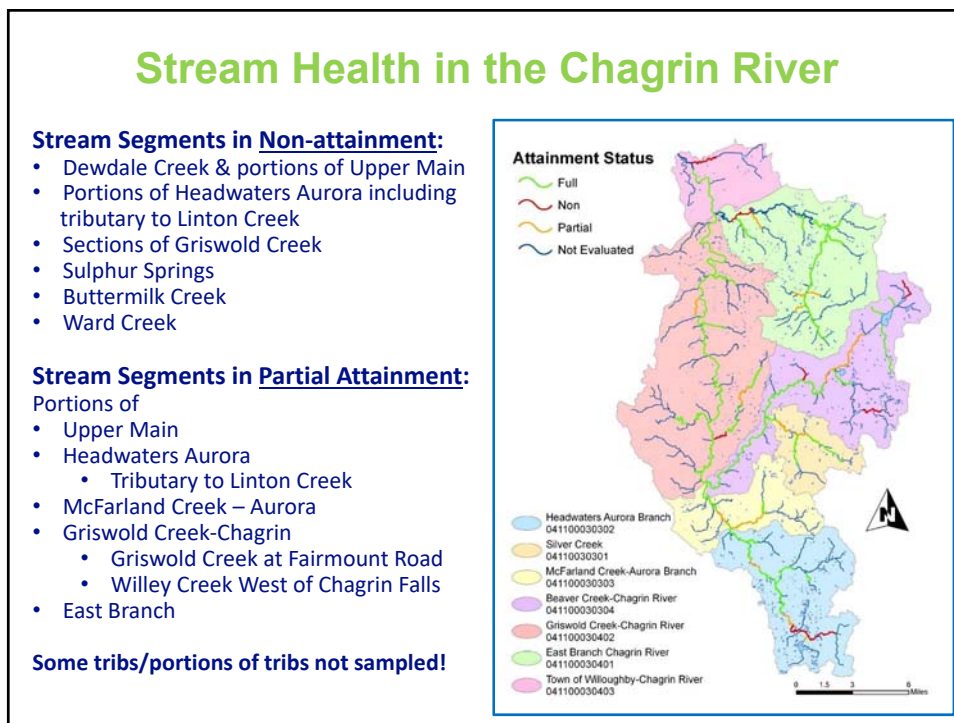 Stream Health in the Chagrin River
Stream Segments in Non-attainment:
• Dewdale Creek & portions of Upper Main
• Portions of Headwaters Aurora including
tributary to Linton Creek
• Sections of Griswold Creek
• Sulphur Springs
• Buttermilk Creek
• Ward Creek
Stream Segments in Partial Attainment:
Portions of
• Upper Main
• Headwaters Aurora
• Tributary to Linton Creek
• McFarland Creek – Aurora
• Griswold Creek-Chagrin
• Griswold Creek at Fairmount Road
• Willey Creek West of Chagrin Falls
• East Branch
Some tribs/portions of tribs not sampled!
Attainment Status
Full
Non
Partial
Not Evaluated
Headwaters Aurora Branch
041100030302
Silver Creek
041100030301
McFarland Creek-Aurora Branch
041100030303
Beaver Creek-Chagrin River
041100030304
Griswold Creek-Chagrin River
041100030402
East Branch Chagrin River
041100030401
Town of Willoughby-Chagrin River
041100030403
N
0 1.5 3 6
Miles